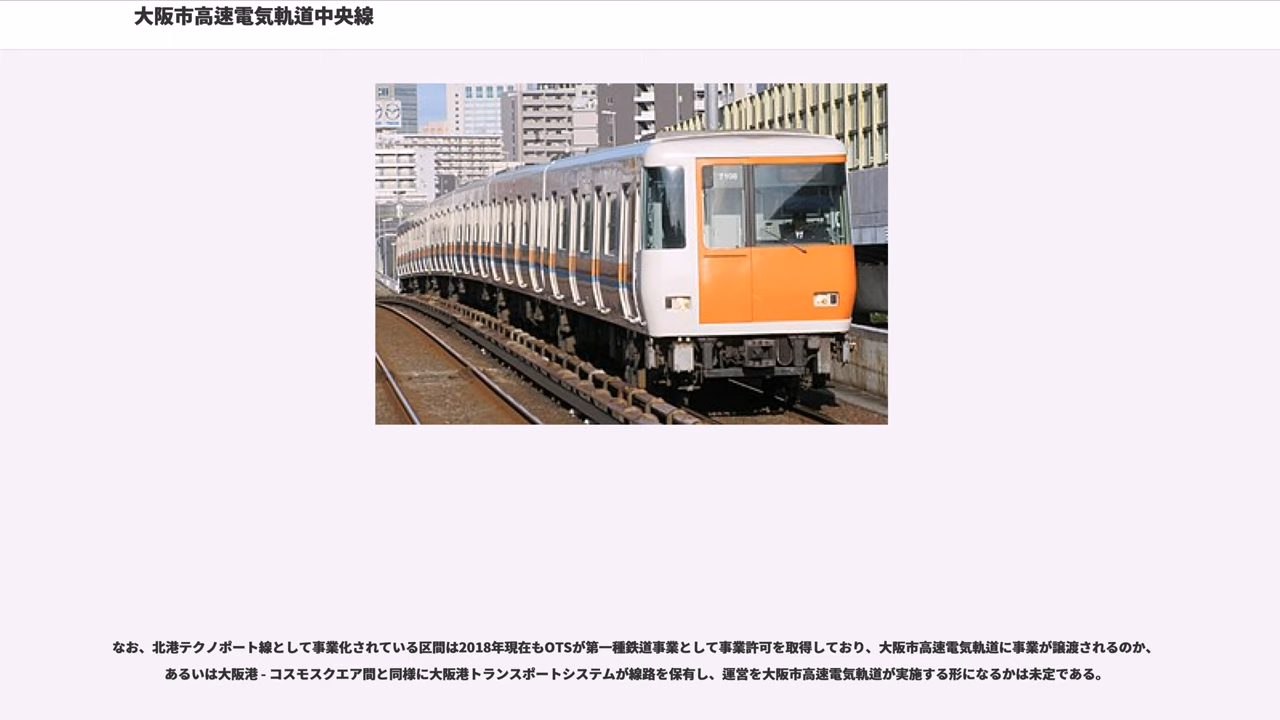 大阪市高速電気軌道中央線
7108
なお、北港テクノポート線として事業化されている区間は2018年現在もOTSが第一種鉄道事業として事業許可を取得しており、大阪市高速電気軌道に事業が譲渡されるのか、
あるいは大阪港 - コスモスクエア間と同様に大阪港トランスポートシステムが線路を保有し、運営を大阪市高速電気軌道が実施する形になるかは未定である。